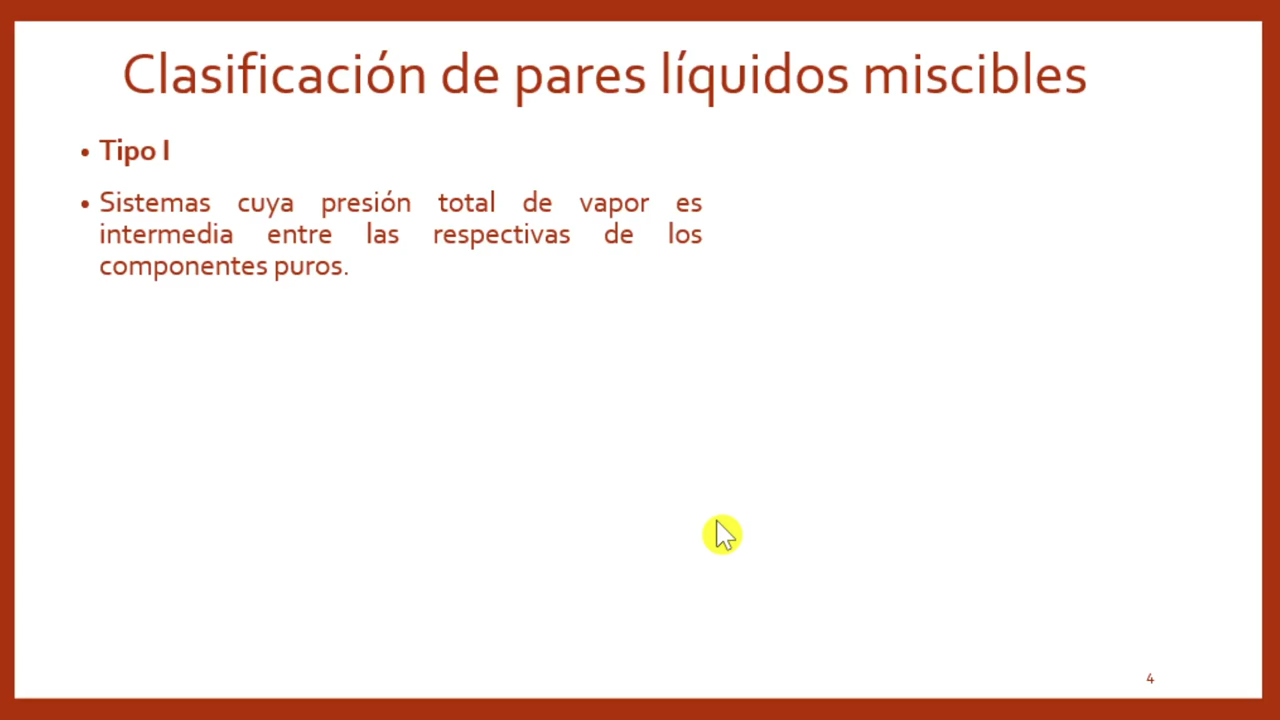 Clasificación de pares líquidos miscibles
• Tipo I
• Sistemas cuya presión total de vapor es
intermedia entre las respectivas de los
componentes puros.
4